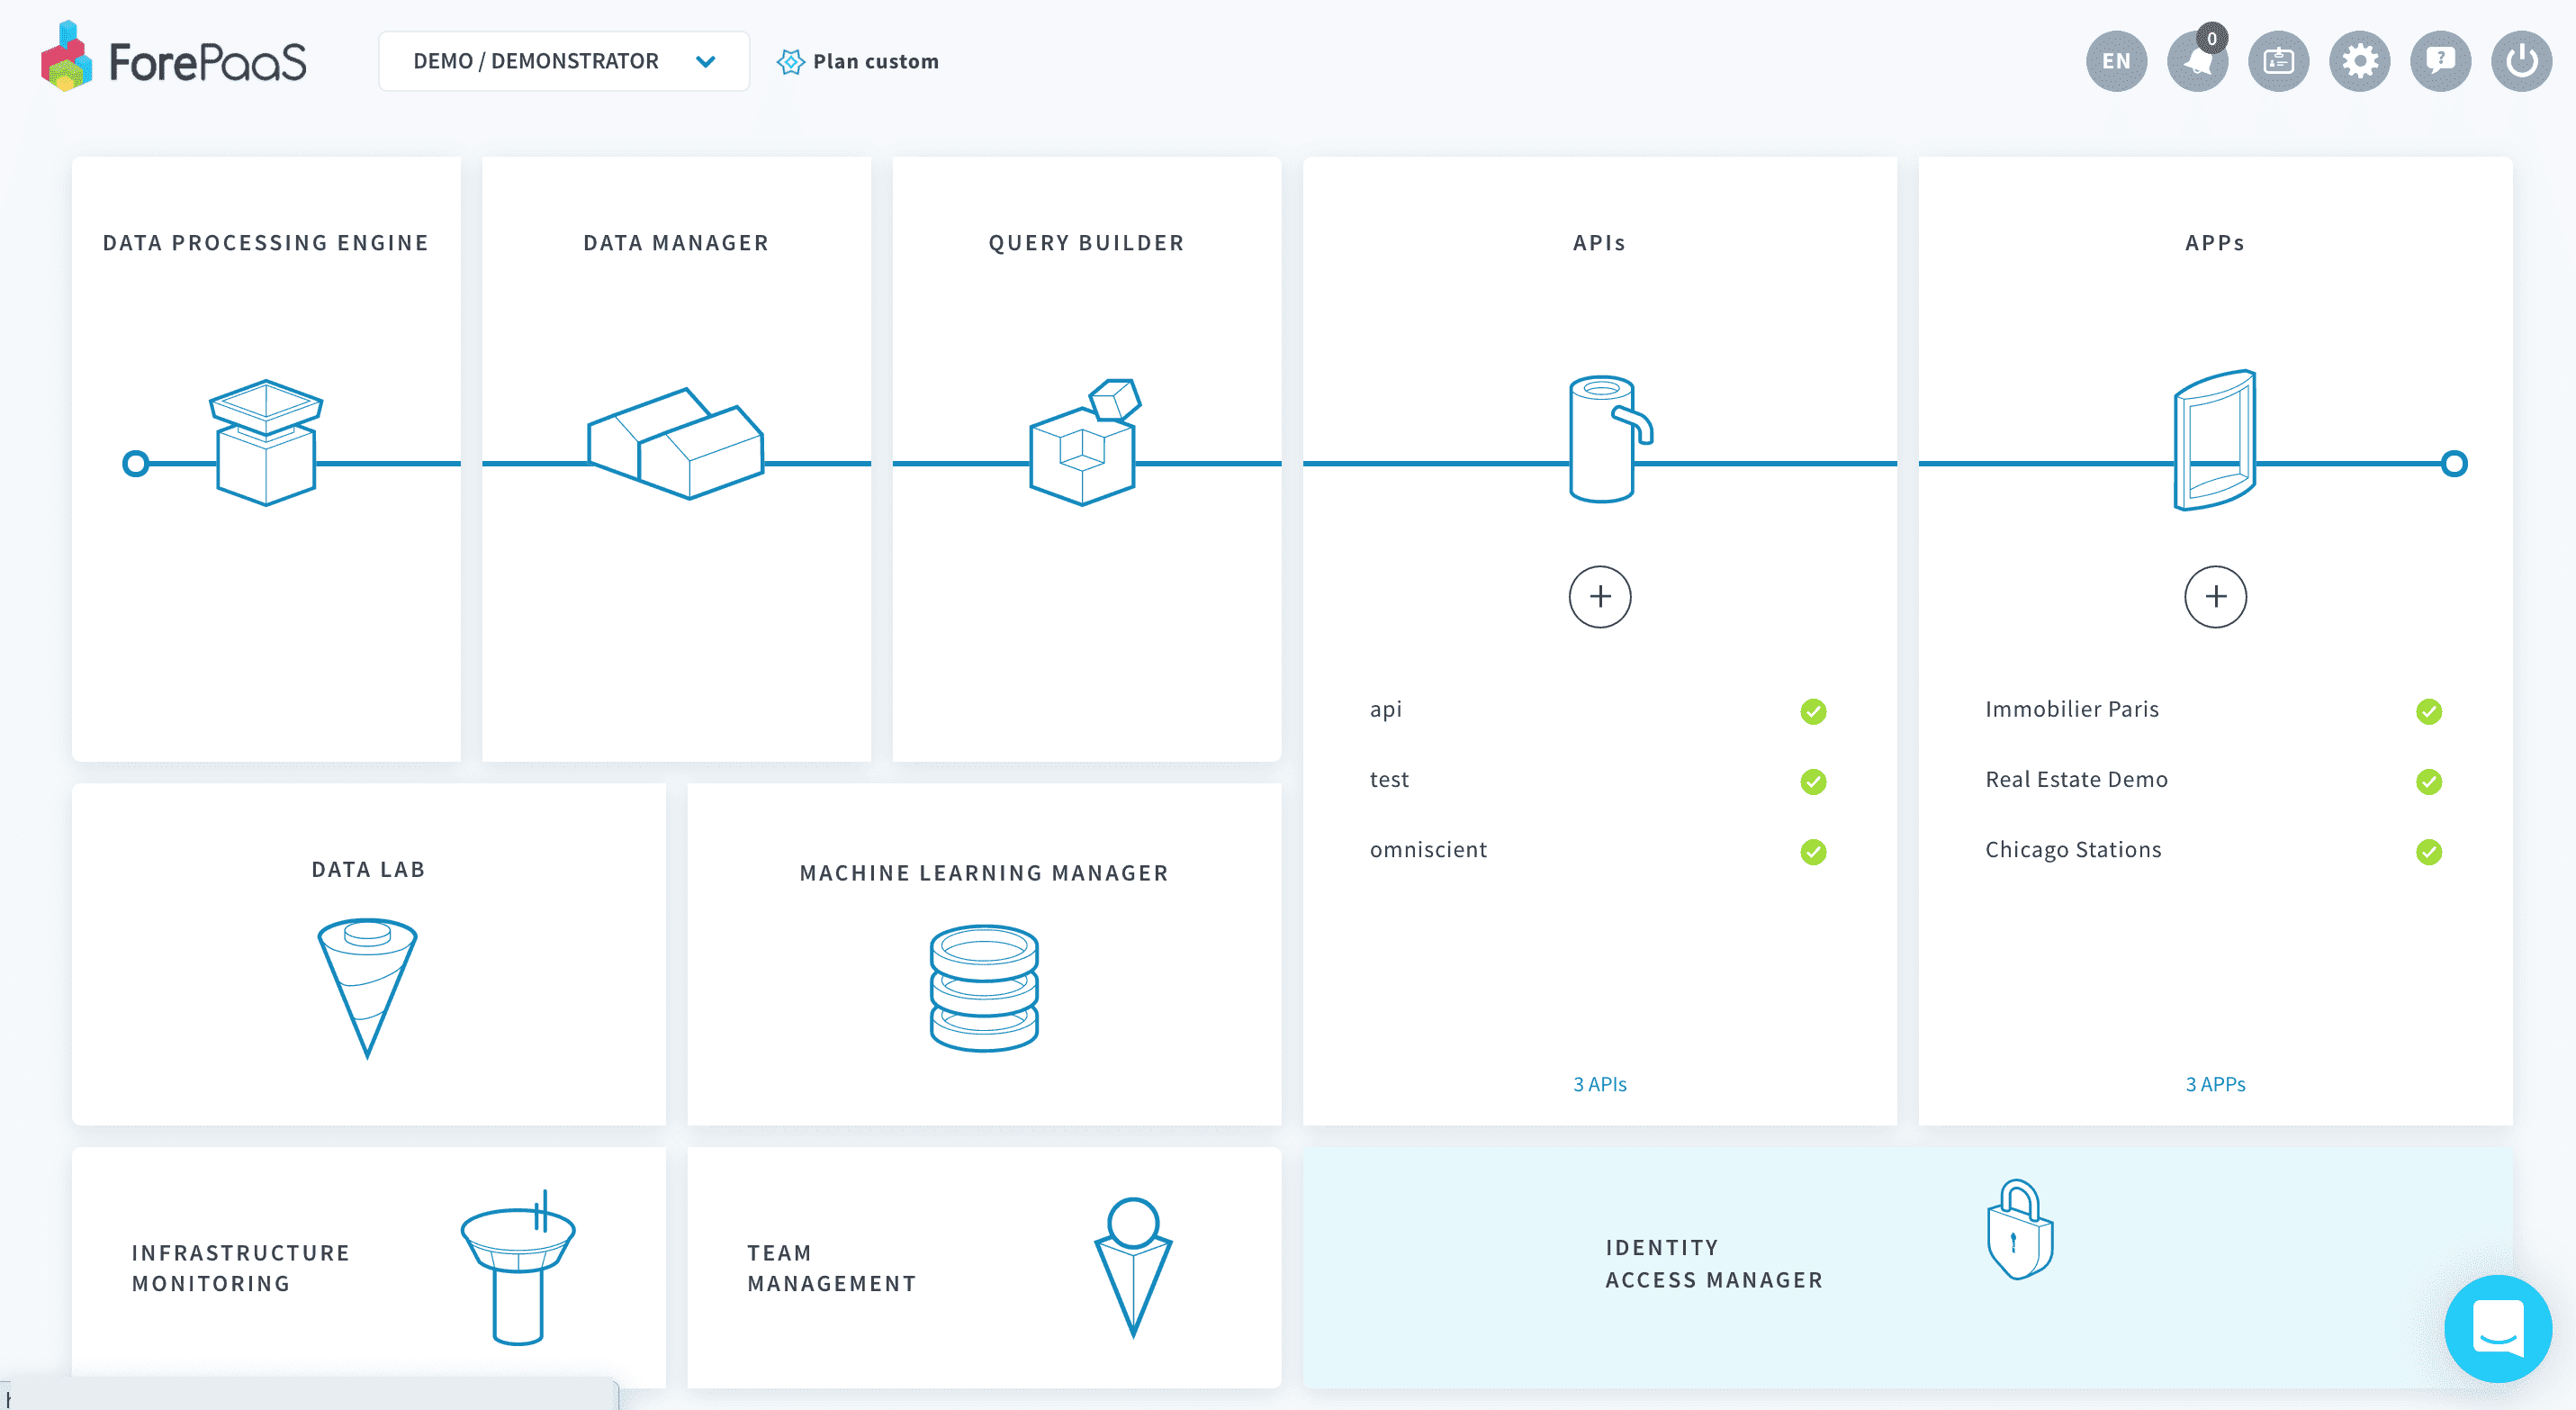 ForePaaS
DEMO / DEMONSTRATOR
Plan custom
EN
0
?
DATA PROCESSING ENGINE
DATA MANAGER
QUERY BUILDER
APIs
APPs
api
test
omniscient
3 APIs
Immobilier Paris
Real Estate Demo
Chicago Stations
3 APPs
DATA LAB
MACHINE LEARNING MANAGER
INFRASTRUCTURE
MONITORING
TEAM
MANAGEMENT
IDENTITY
ACCESS MANAGER